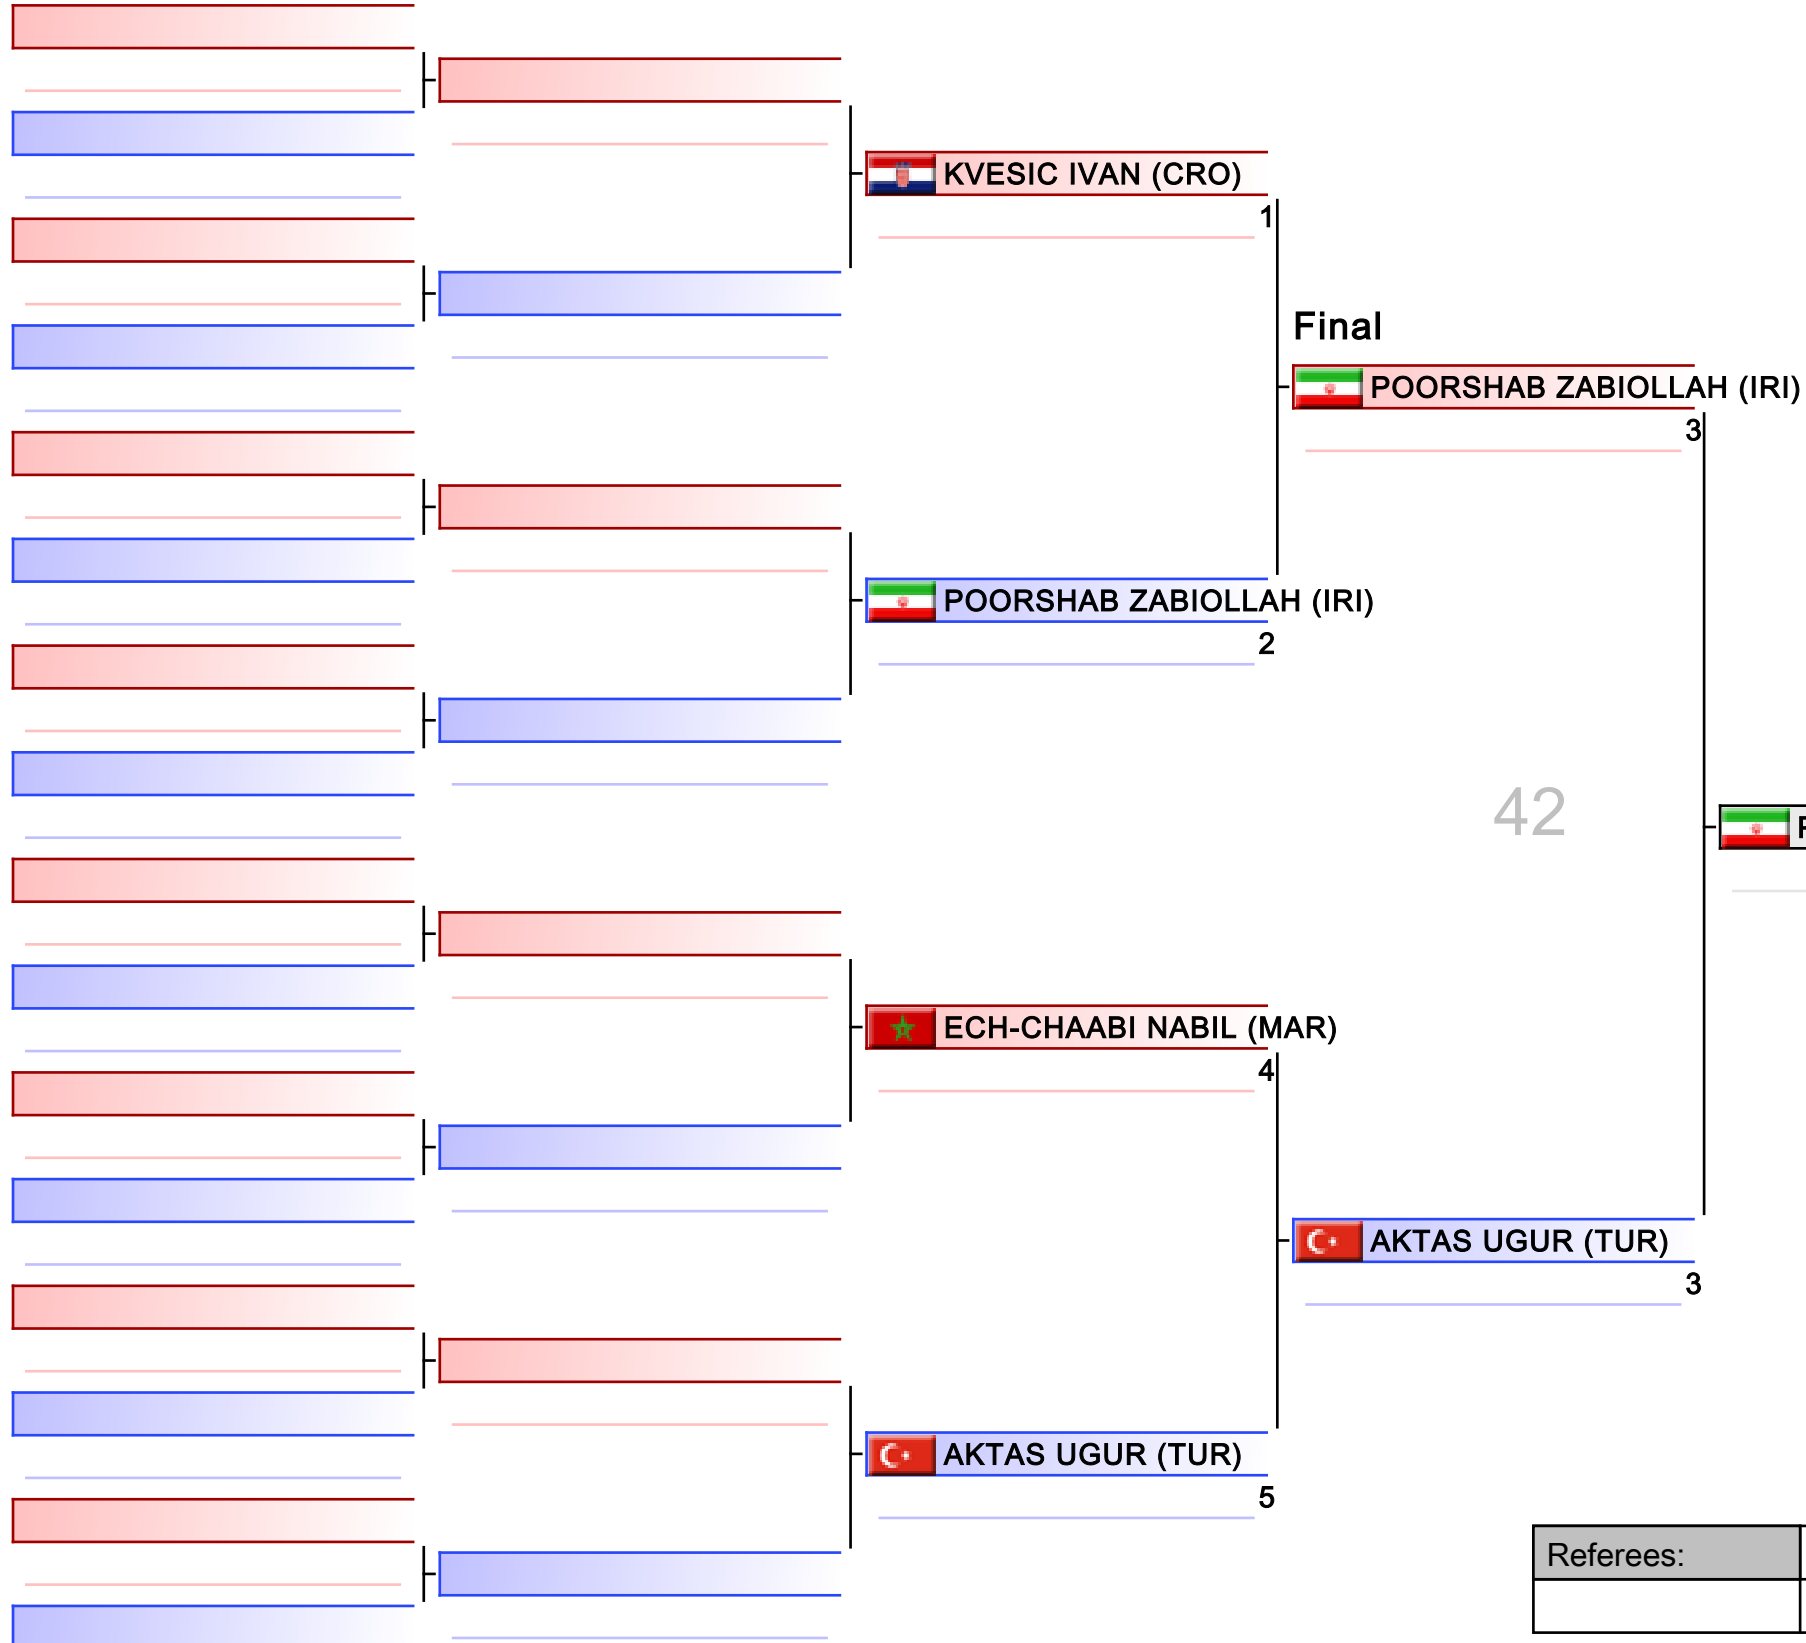 KVESIC IVAN (CRO)
1
Final
POORSHAB ZABIOLLAH (IRI)
3
POORSHAB ZABIOLLAH (IRI)
2
42
ECH-CHAABI NABIL (MAR)
4
AKTAS UGUR (TUR)
3
AKTAS UGUR (TUR)
5
Referees: